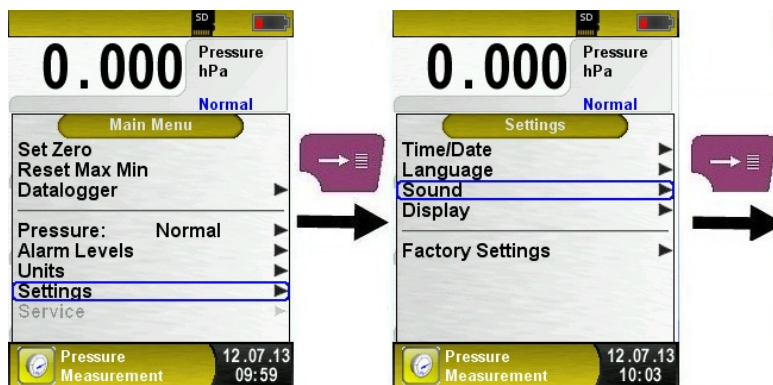 SD
0.000
Pressure
hPa
Normal
Main Menu
Set Zero
Reset Max Min
Datalogger
Pressure: Normal
Alarm Levels
Units
Settings
Service
Pressure
Measurement
12.07.13
09:59
SD
0.000
Pressure
hPa
Normal
Settings
Time/Date
Language
Sound
Display
Factory Settings
Pressure
Measurement
12.07.13
10:03